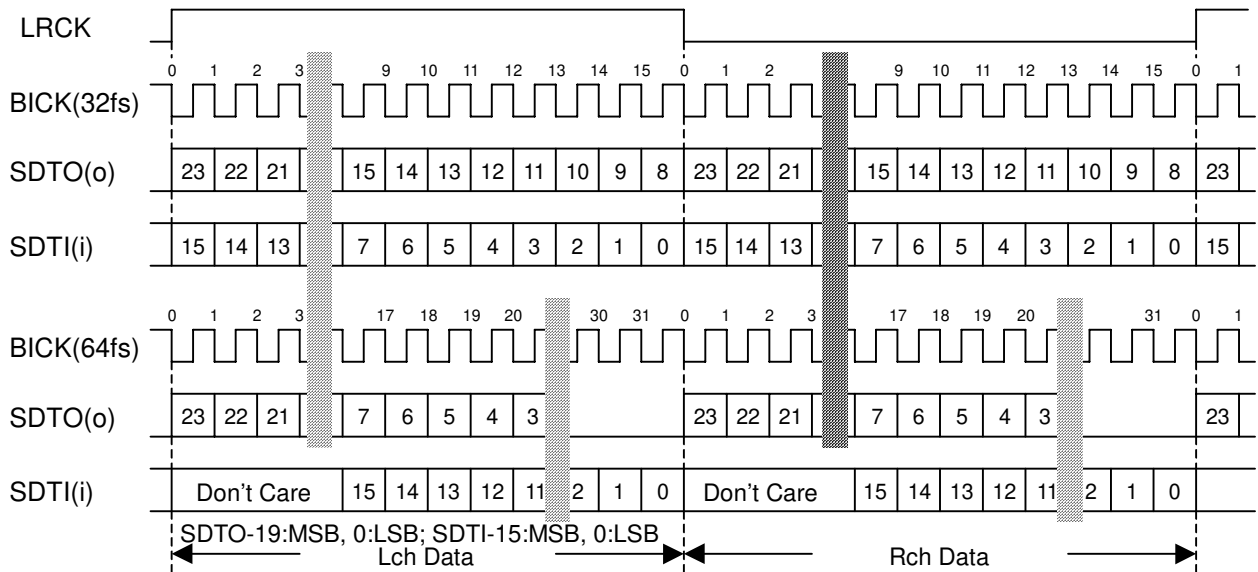 LRCK
0 1 2 3 9 10 11 12 13 14 15 0 1 2 9 10 11 12 13 14 15 0 1
BICK(32fs)
SDTO(o) 23 22 21 15 14 13 12 11 10 9 8 23 22 21 15 14 13 12 11 10 9 8 23
SDTI(i) 15 14 13 7 6 5 4 3 2 1 0 15 14 13 7 6 5 4 3 2 1 0 15
0 1 2 3 17 18 19 20 30 31 0 1 2 3 17 18 19 20 31 0 1
BICK(64fs)
SDTO(o) 23 22 21 7 6 5 4 3 23 22 21 7 6 5 4 3 23
SDTI(i) Don't Care 15 14 13 12 11 2 1 0 Don't Care 15 14 13 12 11 2 1 0
SDTO-19:MSB, 0:LSB; SDTI-15:MSB, 0:LSB
Lch Data Rch Data